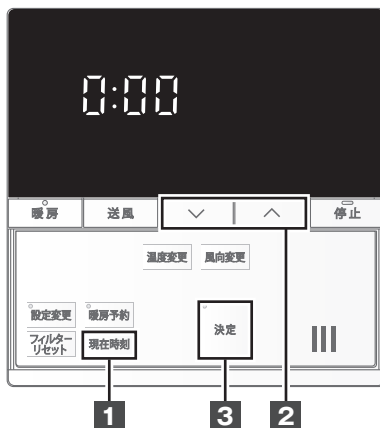 0:00
暖房 送風 停止
温度変更 風向変更
設定変更 暖房予約
決定
フィルター
リセット
現在時刻
1 3 2